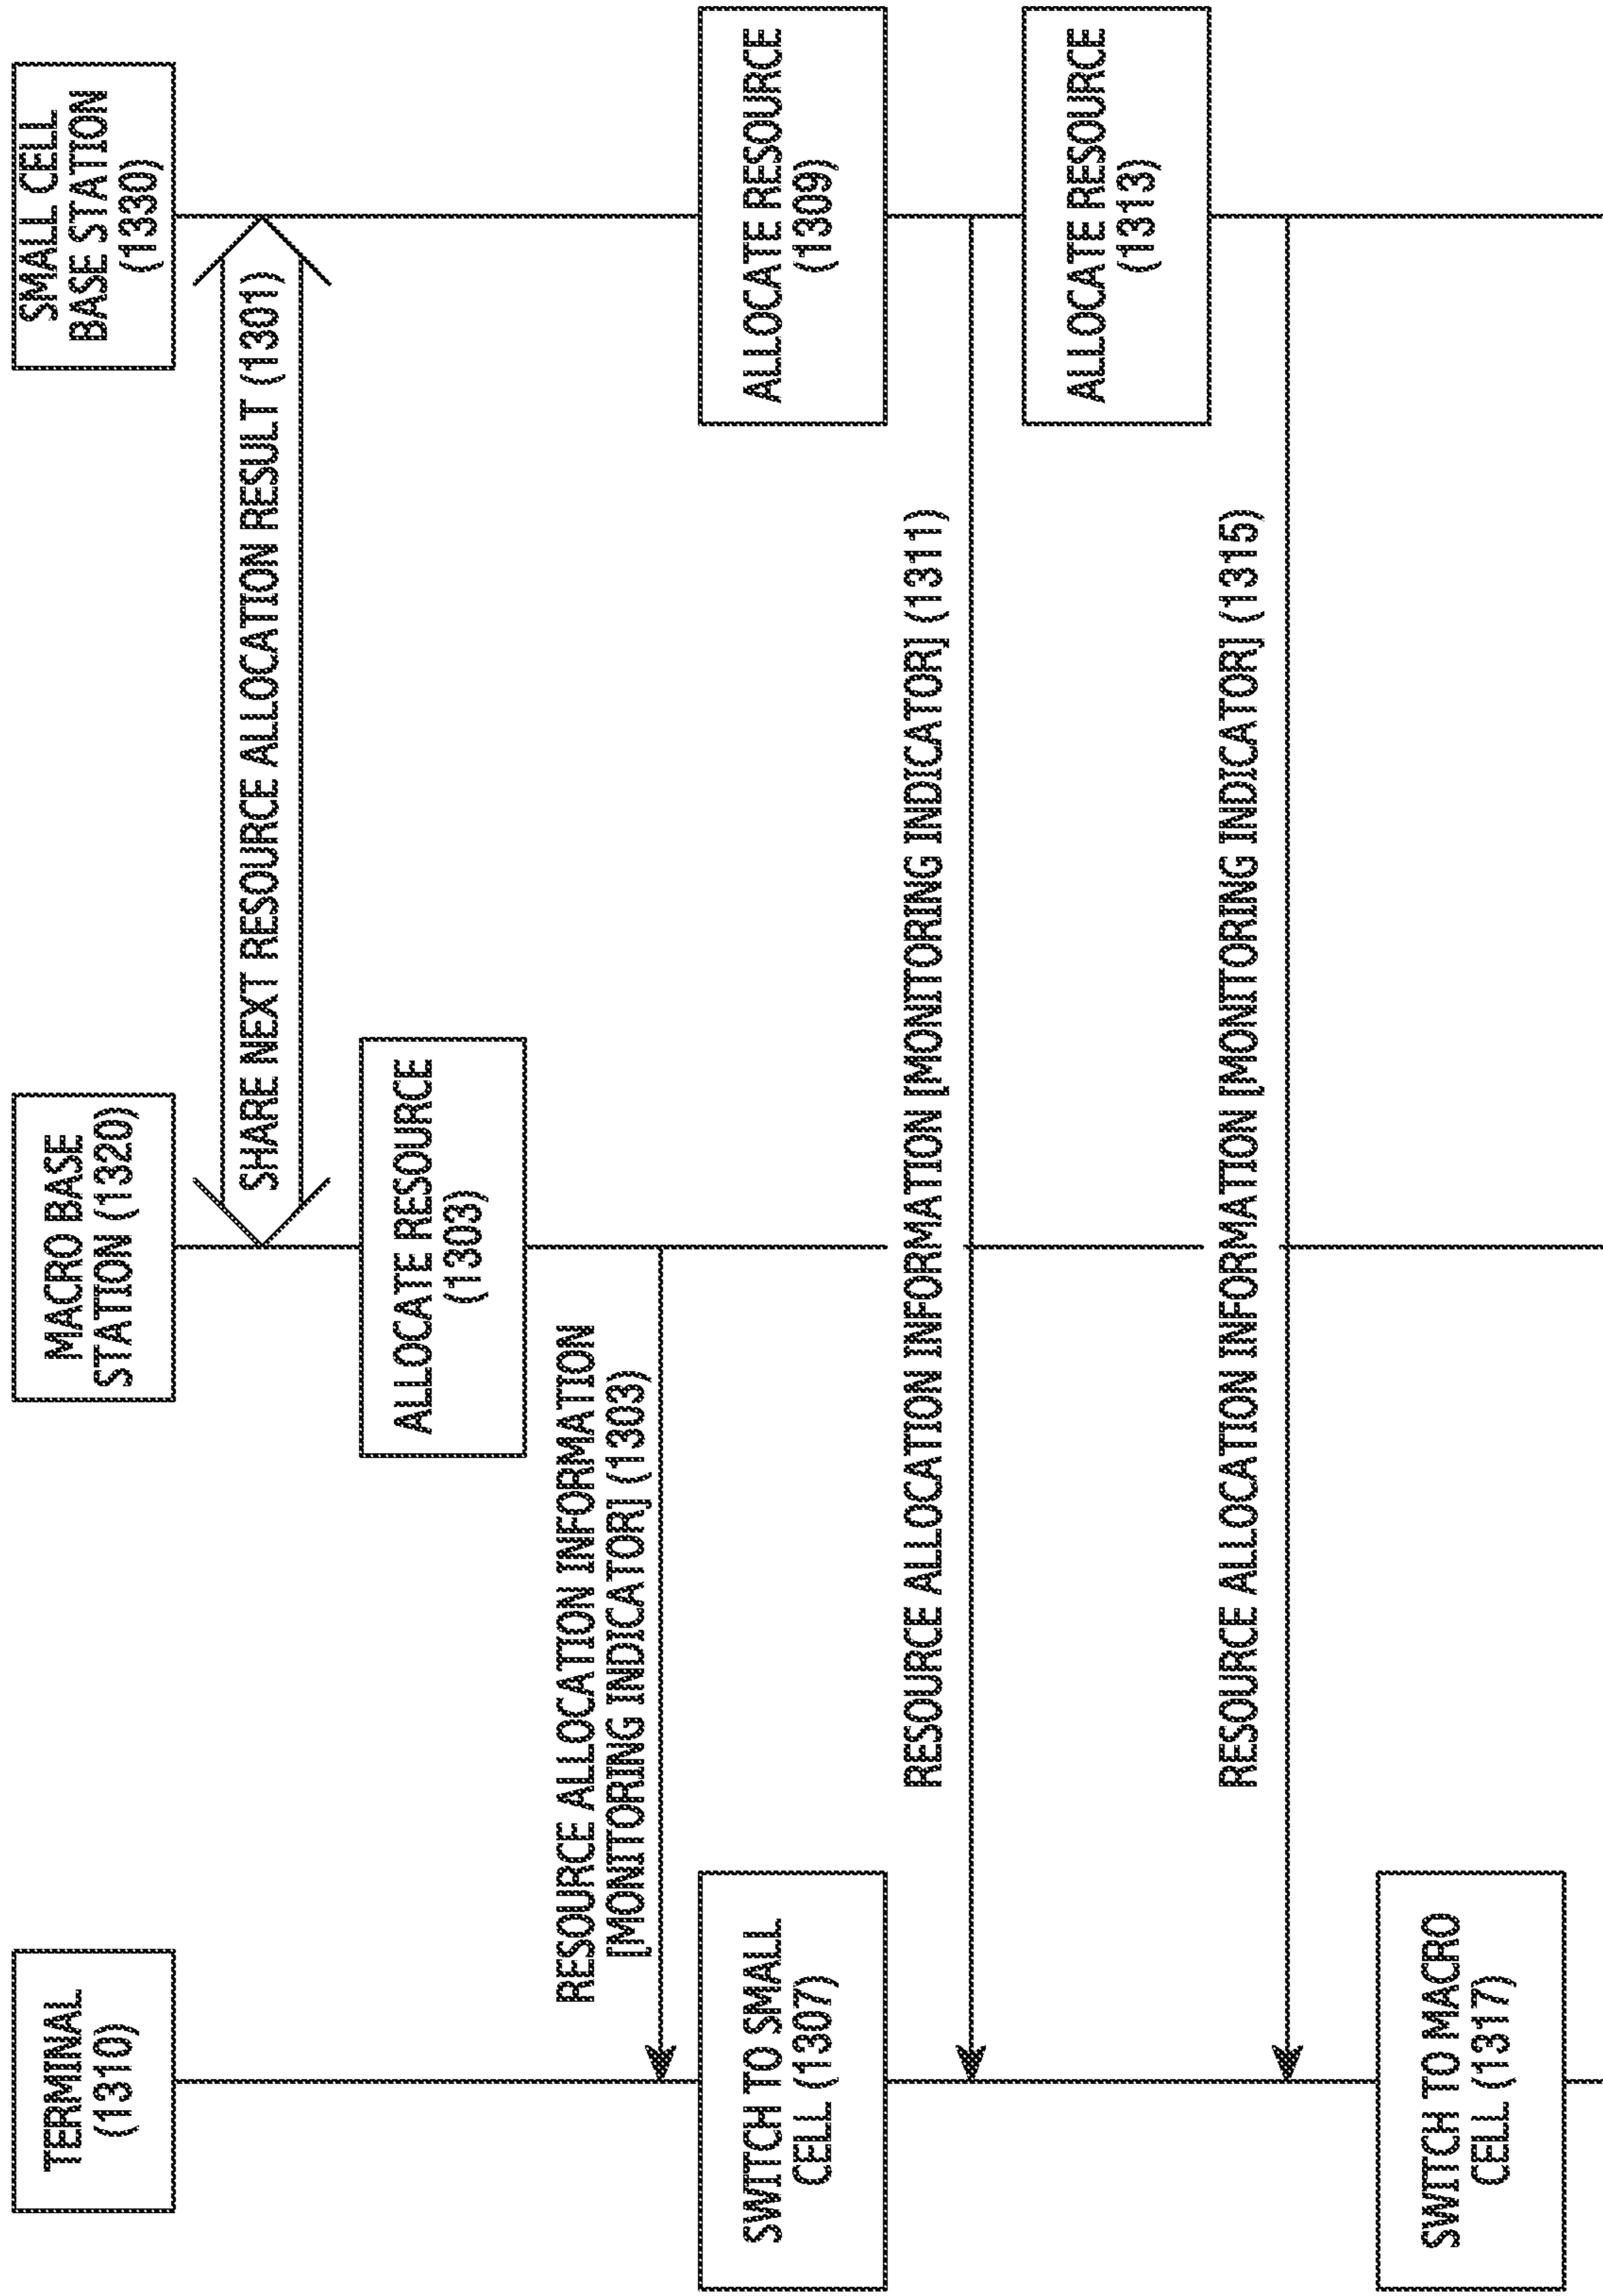 TERMINAL
(1310)
MACRO BASE
STATION (1320)
SMALL CELL
BASE STATION
(1330)
SHARE NEXT RESOURCE ALLOCATION RESULT (1301)
ALLOCATE RESOURCE
(1303)
RESOURCE ALLOCATION INFORMATION
[MONITORING INDICATOR] (1303)
SWITCH TO SMALL
CELL (1307)
ALLOCATE RESOURCE
(1309)
RESOURCE ALLOCATION INFORMATION [MONITORING INDICATOR] (1311)
ALLOCATE RESOURCE
(1313)
RESOURCE ALLOCATION INFORMATION [MONITORING INDICATOR] (1315)
SWITCH TO MACRO
CELL (1317)